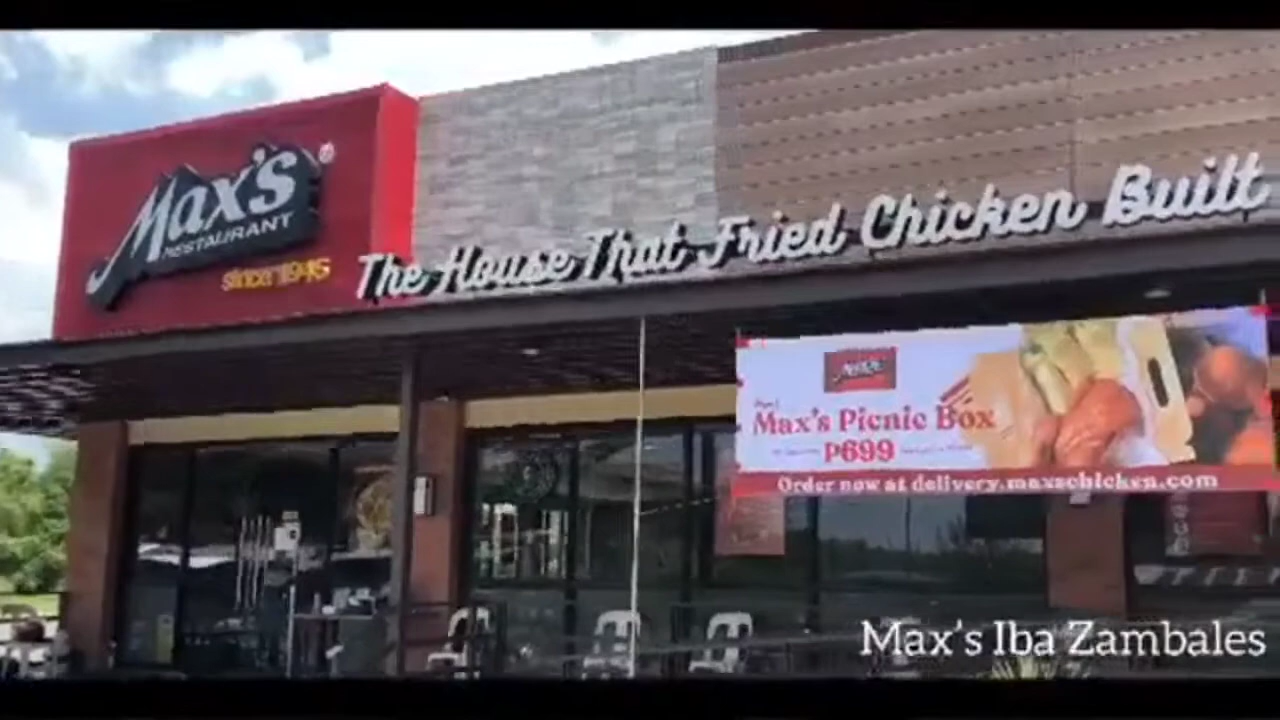 Max's
RESTAURANT
since 1945
The House That Fried Chicken Built
Max's
Max's Picnic Box
P699
Order now at delivery.maxschicken.com
Max's Iba Zambales